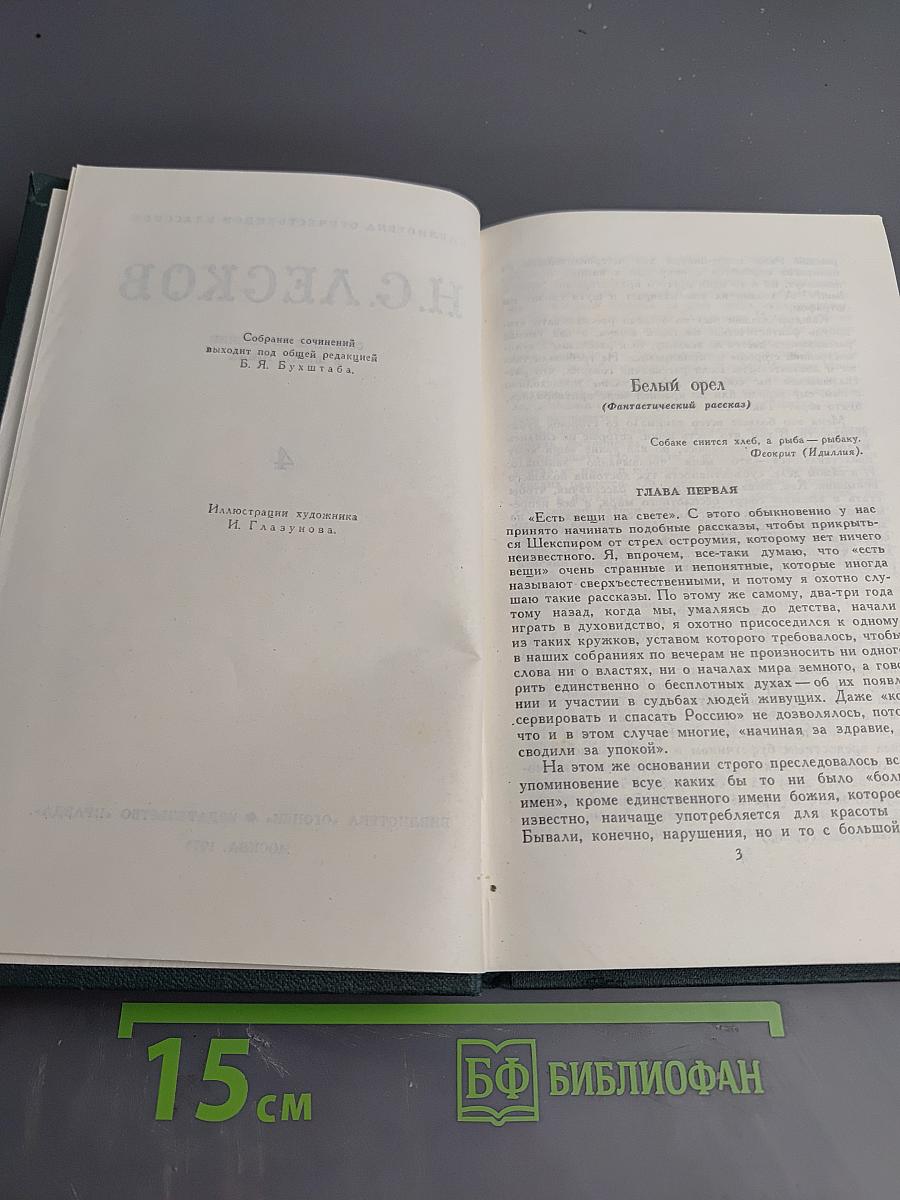 Собрание сочинений
выходит под общей редакцией
Б. Я. Бухштаба.
Иллюстрации художника
И. Глазунова.
Н.С.ЛЕСКОВ
4
БИБЛИОТЕКА «ОГОНЕК» ИЗДАТЕЛЬСТВО «ПРАВДА»
Белый орел
(Фантастический рассказ)
Собаке снится хлеб, а рыба — рыбаку.
Феокрит (Идиллия).
ГЛАВА ПЕРВАЯ
«Есть вещи на свете». С этого обыкновенно у нас
принято начинать подобные рассказы, чтобы прикрыть-
ся Шекспиром от стрел остроумия, которому нет ничего
неизвестного. Я, впрочем, все-таки думаю, что «есть
вещи» очень странные и непонятные, которые иногда
называют сверхъестественными, и потому я охотно слу-
шаю такие рассказы. По этому же самому, два-три года
тому назад, когда мы, умаляясь до детства, начали
играть в духовидство, я охотно присоседился к одному
из таких кружков, уставом которого требовалось, чтобы
в наших собраниях по вечерам не произносить ни одного
слова ни о властях, ни о началах мира земного, а гово
рить единственно о бесплотных духах — об их появл
нии и участии в судьбах людей живущих. Даже «ко
сервировать и спасать Россию» не дозволялось, пото
что и в этом случае многие, «начиная за здравие,
сводили за упокой».
На этом же основании строго преследовалось вс
упоминовение всуе каких бы то ни было «боль
имен», кроме единственного имени божия, которое
известно, наичаще употребляется для красоты
Бывали, конечно, нарушения, но и то с большой
3
15 см
БФ БИБЛИОФАН